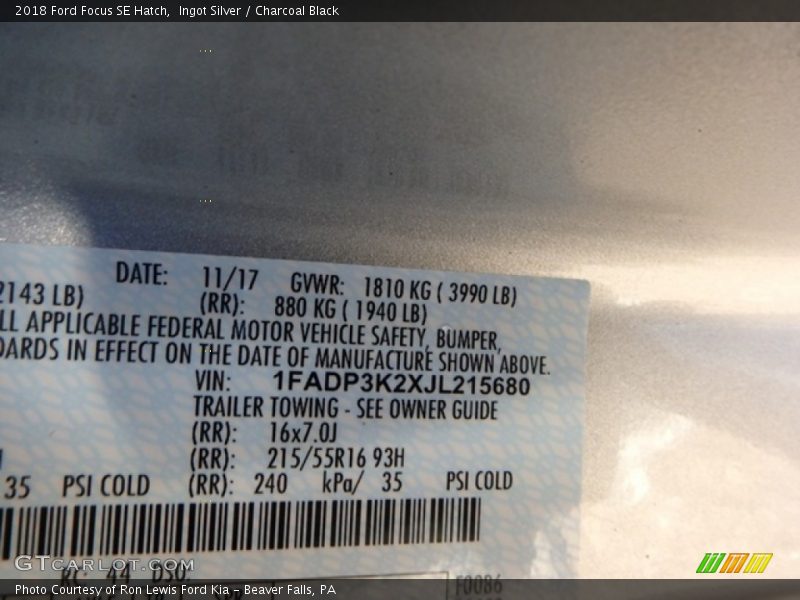 2018 Ford Focus SE Hatch,  Ingot Silver / Charcoal Black
DATE: 11/17 GVWR: 1810 KG ( 3990 LB)
2143 LB) (RR): 880 KG ( 1940 LB)
LL APPLICABLE FEDERAL MOTOR VEHICLE SAFETY, BUMPER,
DARDS IN EFFECT ON THE DATE OF MANUFACTURE SHOWN ABOVE.
VIN: 1FADP3K2XJL215680
TRAILER TOWING - SEE OWNER GUIDE
(RR): 16x7.0J
(RR): 215/55R16 93H
35 PSI COLD (RR): 240 kPa/ 35 PSI COLD
GTCarLot.com
RC: 44 DSO:
F0086
Photo Courtesy of Ron Lewis Ford Kia - Beaver Falls, PA